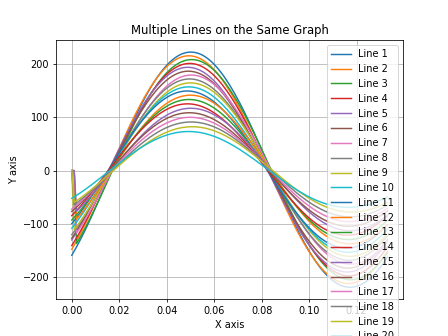 Multiple Lines on the Same Graph
Y axis
200
100
0
−100
−200
0.00
0.02
0.04
0.06
0.08
0.10
X axis
Line 1
Line 2
Line 3
Line 4
Line 5
Line 6
Line 7
Line 8
Line 9
Line 10
Line 11
Line 12
Line 13
Line 14
Line 15
Line 16
Line 17
Line 18
Line 19
Line 20